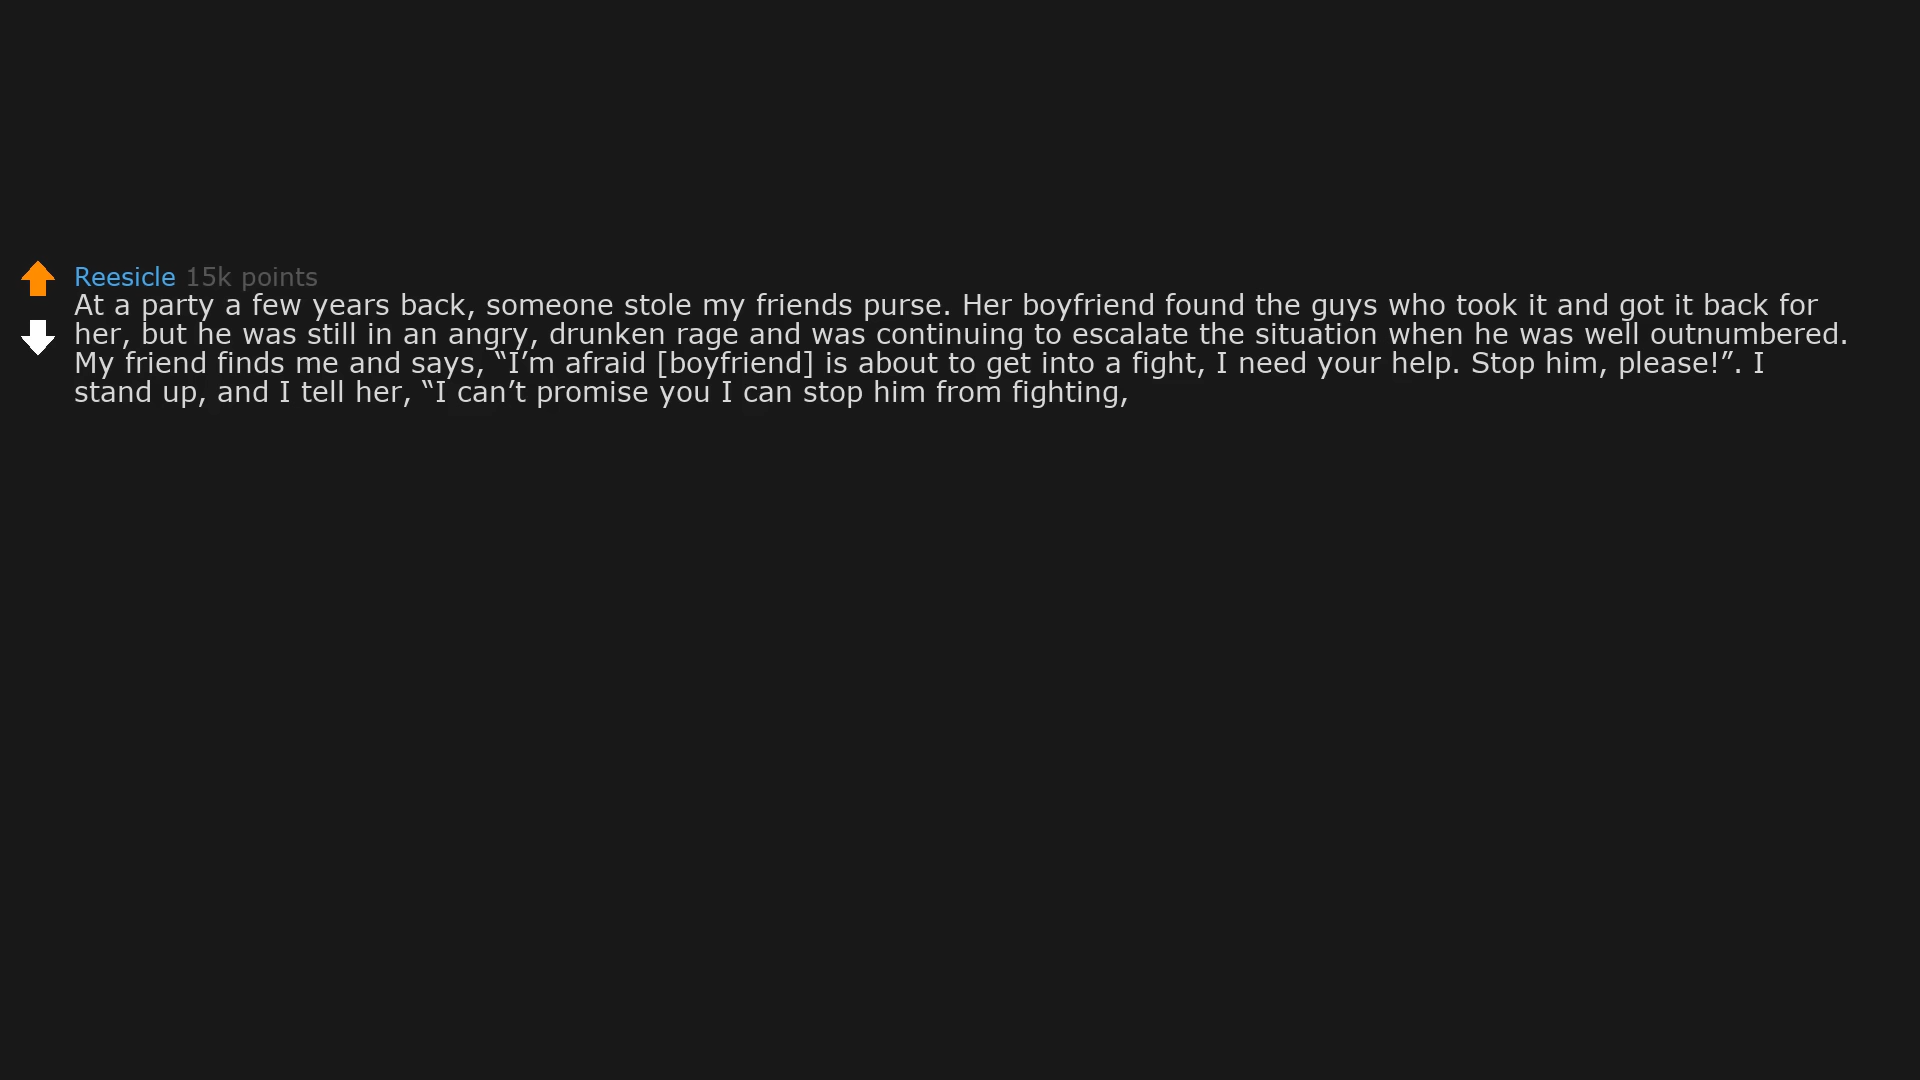 Reesicle 15k points
At a party a few years back, someone stole my friends purse. Her boyfriend found the guys who took it and got it back for
her, but he was still in an angry, drunken rage and was continuing to escalate the situation when he was well outnumbered.
My friend finds me and says, “I’m afraid [boyfriend] is about to get into a fight, I need your help. Stop him, please!”. I
stand up, and I tell her, “I can’t promise you I can stop him from fighting,